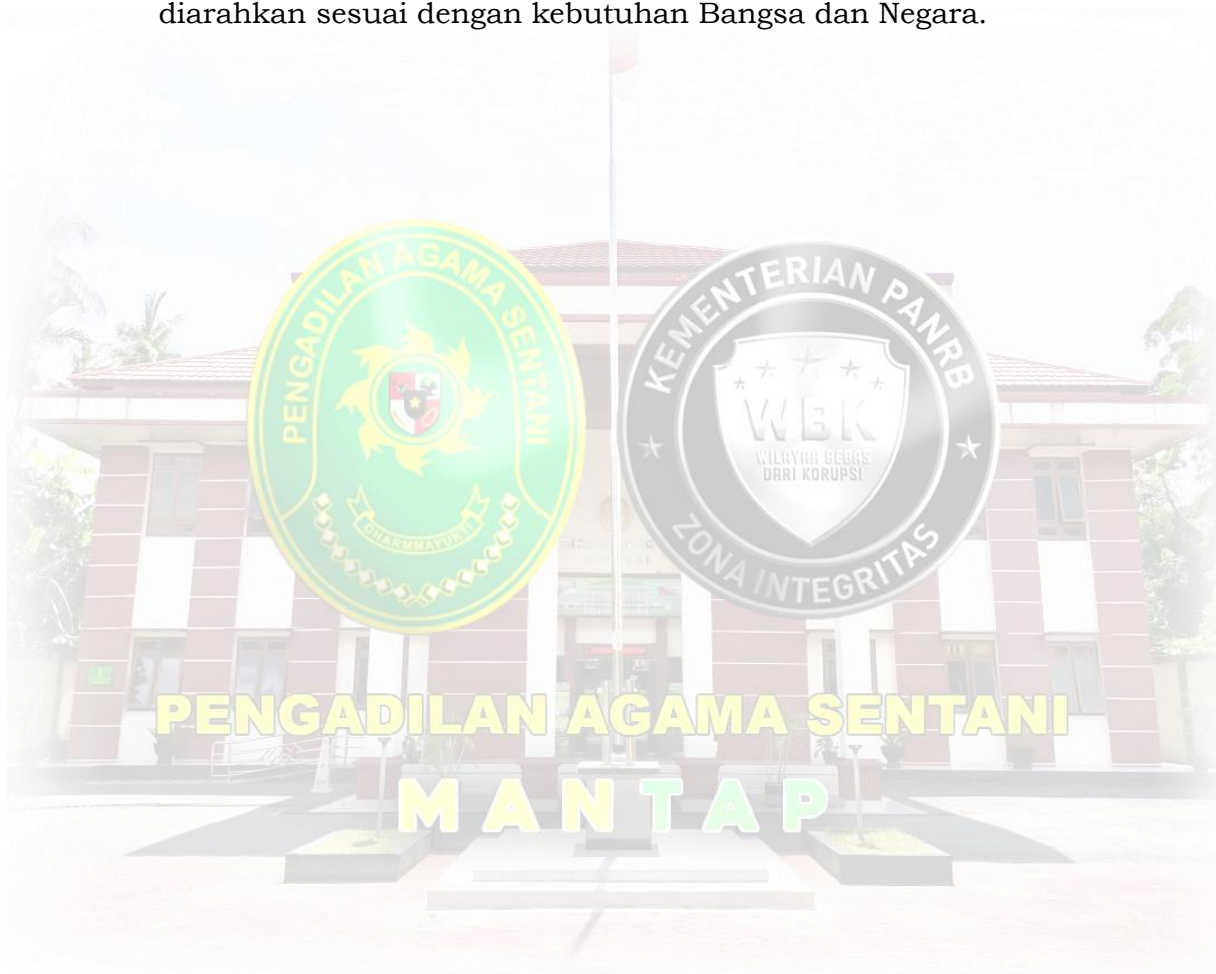 diarahkan sesuai dengan kebutuhan Bangsa dan Negara.
PENGADILAN AGAMA SENTANI
DHARMMAYUKTI
KEMENTERIAN PANRB
WBK
WILAYAH BEBAS
DARI KORUPSI
ZONA INTEGRITAS
PENGADILAN AGAMA SENTANI
MANTAP